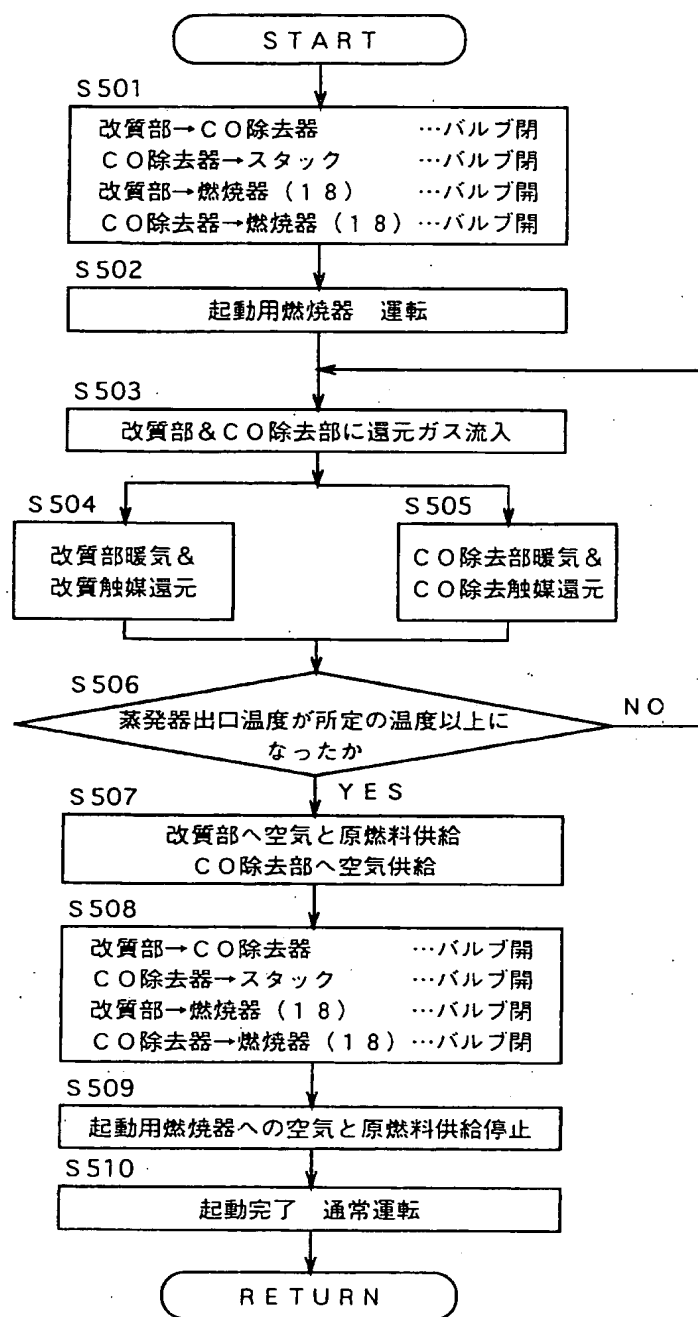 START
S501
改質部→CO除去器 …バルブ閉
CO除去器→スタック …バルブ閉
改質部→燃焼器(18) …バルブ開
CO除去器→燃焼器(18)…バルブ開
S502
起動用燃焼器 運転
S503
改質部&CO除去部に還元ガス流入
S504
改質部暖気&
改質触媒還元
S505
CO除去部暖気&
CO除去触媒還元
S506
蒸発器出口温度が所定の温度以上に
なったか
NO
YES
S507
改質部へ空気と原燃料供給
CO除去部へ空気供給
S508
改質部→CO除去器 …バルブ開
CO除去器→スタック …バルブ開
改質部→燃焼器(18) …バルブ閉
CO除去器→燃焼器(18)…バルブ閉
S509
起動用燃焼器への空気と原燃料供給停止
S510
起動完了 通常運転
RETURN